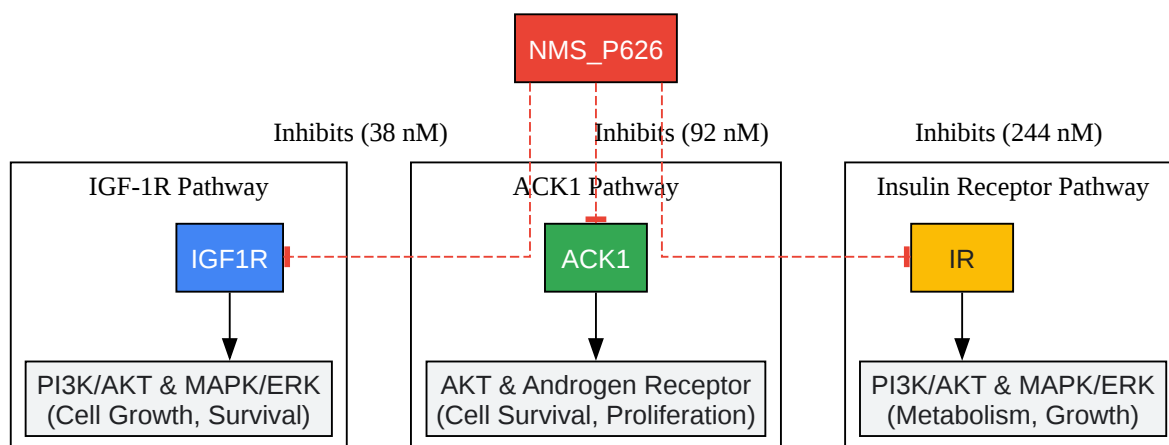 NMS_P626
Inhibits (38 nM)
Inhibits (92 nM)
Inhibits (244 nM)
IGF-1R Pathway
ACK1 Pathway
Insulin Receptor Pathway
IGF1R
ACK1
IR
PI3K/AKT & MAPK/ERK
(Cell Growth, Survival)
AKT & Androgen Receptor
(Cell Survival, Proliferation)
PI3K/AKT & MAPK/ERK
(Metabolism, Growth)